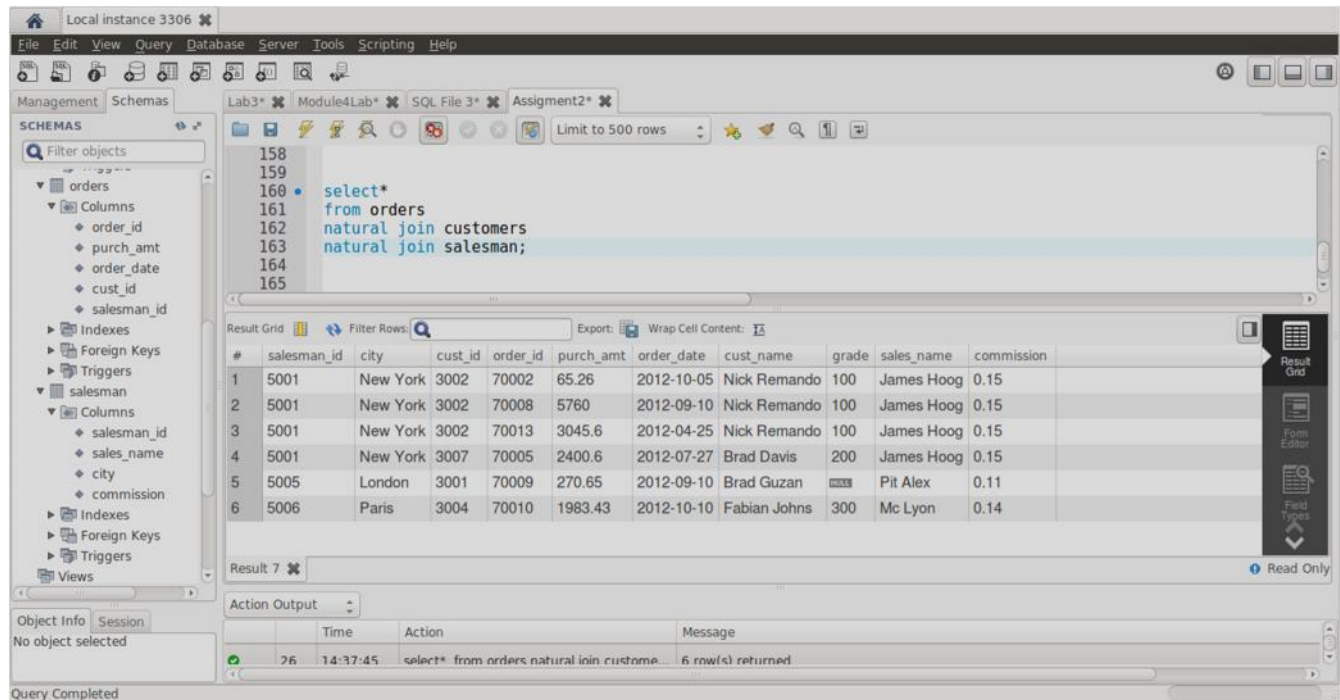 Local instance 3306
File Edit View Query Database Server Tools Scripting Help
Management Schemas
SCHEMAS
Filter objects
orders
Columns
order_id
purch_amt
order_date
cust_id
salesman_id
Indexes
Foreign Keys
Triggers
salesman
Columns
salesman_id
sales_name
city
commission
Indexes
Foreign Keys
Triggers
Views
Object Info Session
No object selected
Lab3* Module4Lab* SQL File 3* Assigment2*
Limit to 500 rows
158
159
160 select*
161 from orders
162 natural join customers
163 natural join salesman;
164
165
Result Grid Filter Rows: Export: Wrap Cell Content:
# salesman_id city cust_id order_id purch_amt order_date cust_name grade sales_name commission
1 5001 New York 3002 70002 65.26 2012-10-05 Nick Remando 100 James Hoog 0.15
2 5001 New York 3002 70008 5760 2012-09-10 Nick Remando 100 James Hoog 0.15
3 5001 New York 3002 70013 3045.6 2012-04-25 Nick Remando 100 James Hoog 0.15
4 5001 New York 3007 70005 2400.6 2012-07-27 Brad Davis 200 James Hoog 0.15
5 5005 London 3001 70009 270.65 2012-09-10 Brad Guzan NULL Pit Alex 0.11
6 5006 Paris 3004 70010 1983.43 2012-10-10 Fabian Johns 300 Mc Lyon 0.14
Result Grid
Form Editor
Field Types
Result 7
Read Only
Action Output
Time Action Message
26 14:37:45 select* from orders natural join custome... 6 row(s) returned
Query Completed